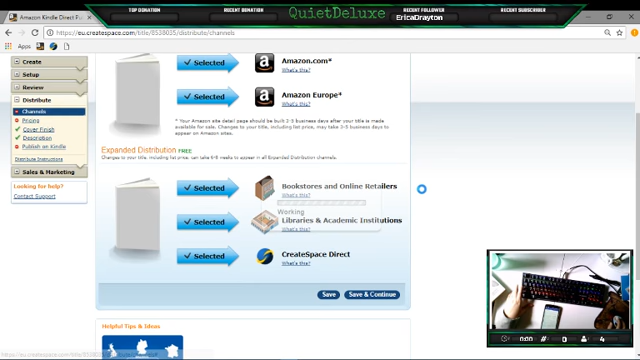 TOP DONATION
RECENT DONATION
QuietDeluxe
RECENT FOLLOWER
EricaDrayton
RECENT SUBSCRIBER
Amazon Kindle Direct P
https://eu.createspace.com/title/8538035/distribute/channels
Apps
Create
Setup
Review
Distribute
Channels
Pricing
Cover Finish
Description
Publish on Kindle
Distribute Instructions
Sales & Marketing
Looking for help?
Contact Support
Selected
Amazon.com*
What's this?
Selected
Amazon Europe*
What's this?
* Your Amazon site detail page should be built 3-5 business days after your title is made
available for sale. Changes to your title, including list price, may take 3-5 business days to
appear on Amazon sites.
Expanded Distribution FREE
Changes to your title, including list price, can take 6-8 weeks to appear in all Expanded Distribution channels.
Selected
Bookstores and Online Retailers
What's this?
Working
Selected
Libraries & Academic Institutions
What's this?
Selected
CreateSpace Direct
What's this?
Save
Save & Continue
Helpful Tips & Ideas
0:00
#
0
4